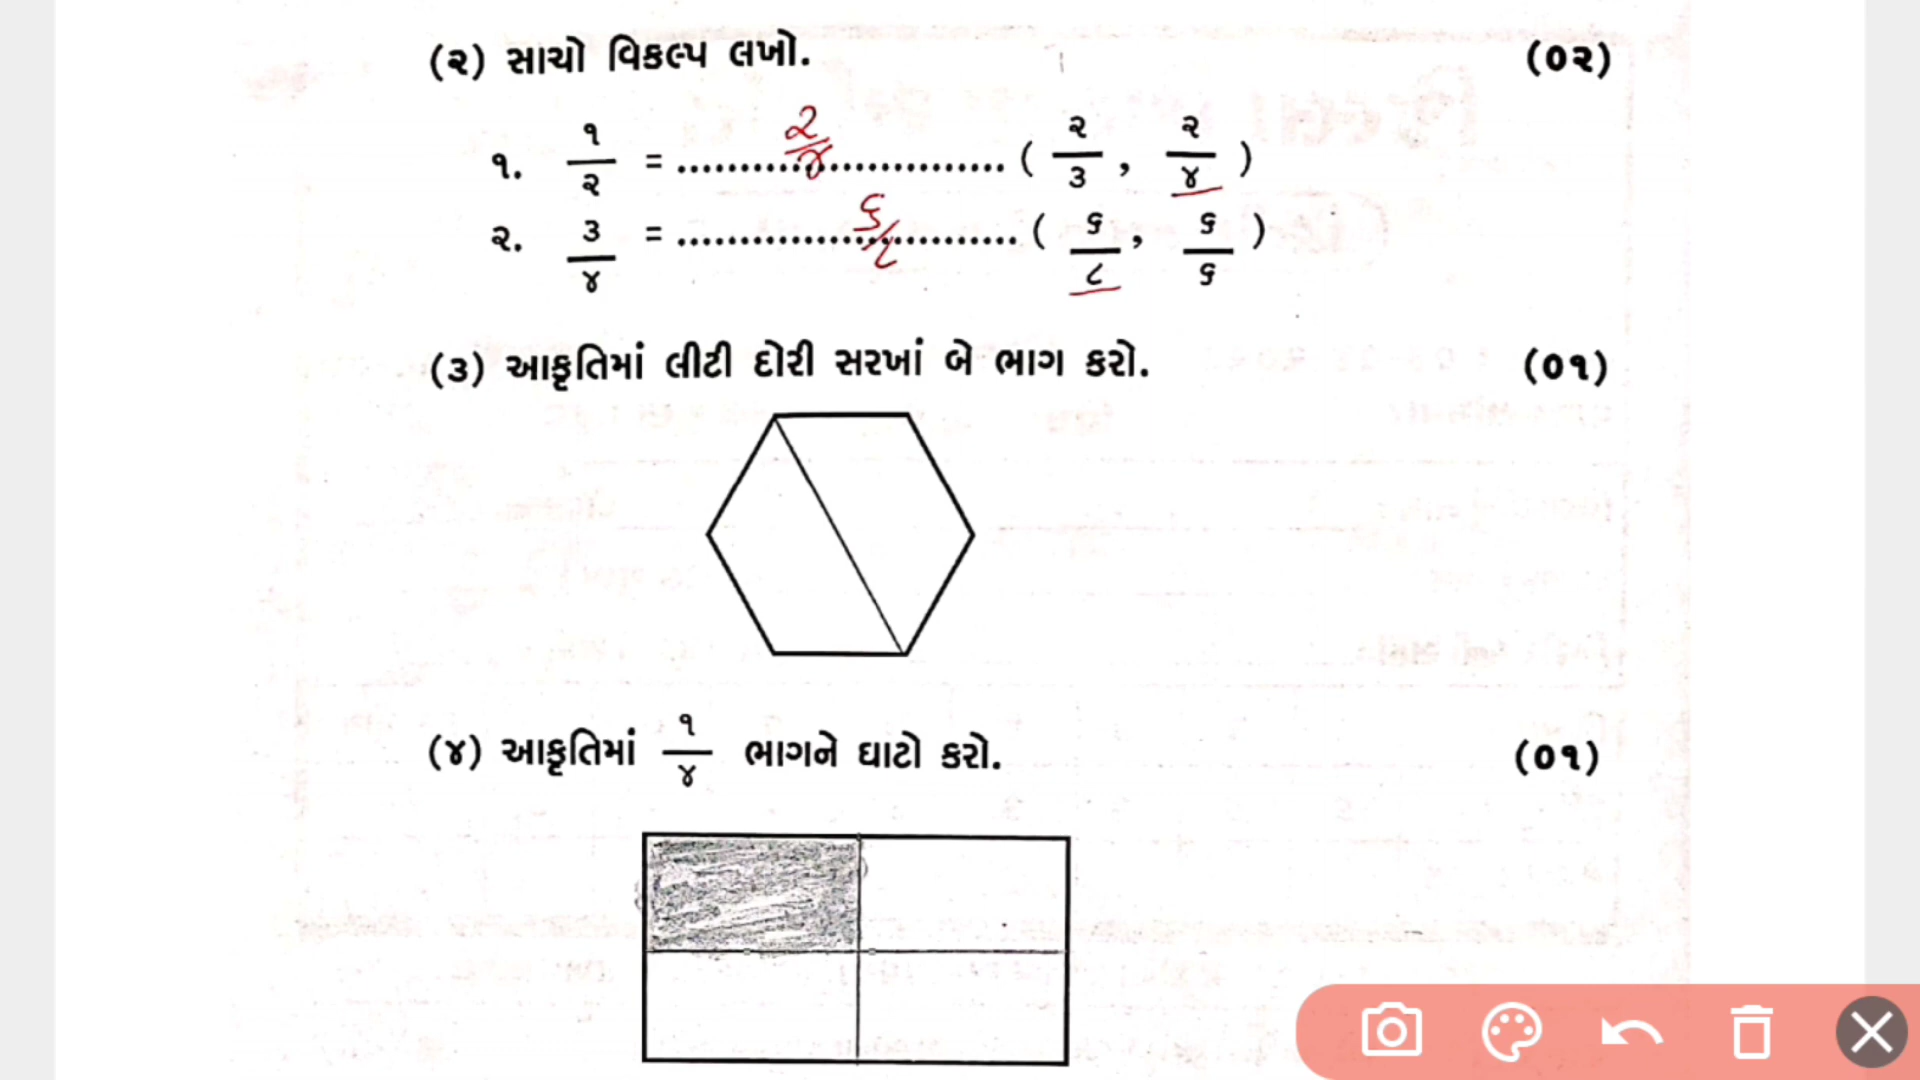 (૨) સાચો વિકલ્પ લખો. (૦૨)
૧. ૧/૨ = .......................... ૨/૪ ( ૨/૩ , ૨/૪ )
૨. ૩/૪ = .......................... ૬/૮ ( ૬/૮ , ૬/૬ )
(૩) આકૃતિમાં લીટી દોરી સરખાં બે ભાગ કરો. (૦૧)
(૪) આકૃતિમાં ૧/૪ ભાગને ઘાટો કરો. (૦૧)